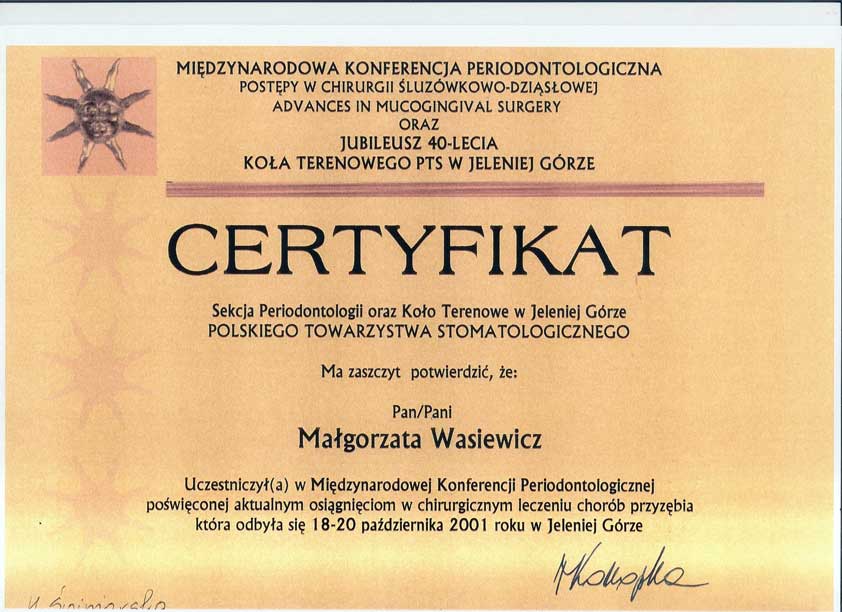 MIĘDZYNARODOWA KONFERENCJA PERIODONTOLOGICZNA
POSTĘPY W CHIRURGII ŚLUZÓWKOWO-DZIĄSŁOWEJ
ADVANCES IN MUCOGINGIVAL SURGERY
ORAZ
JUBILEUSZ 40-LECIA
KOŁA TERENOWEGO PTS W JELENIEJ GÓRZE
CERTYFIKAT
Sekcja Periodontologii oraz Koło Terenowe w Jeleniej Górze
POLSKIEGO TOWARZYSTWA STOMATOLOGICZNEGO
Ma zaszczyt potwierdzić, że:
Pan/Pani
Małgorzata Wasiewicz
Uczestniczył(a) w Międzynarodowej Konferencji Periodontologicznej
poświęconej aktualnym osiągnięciom w chirurgicznym leczeniu chorób przyzębia
która odbyła się 18-20 października 2001 roku w Jeleniej Górze